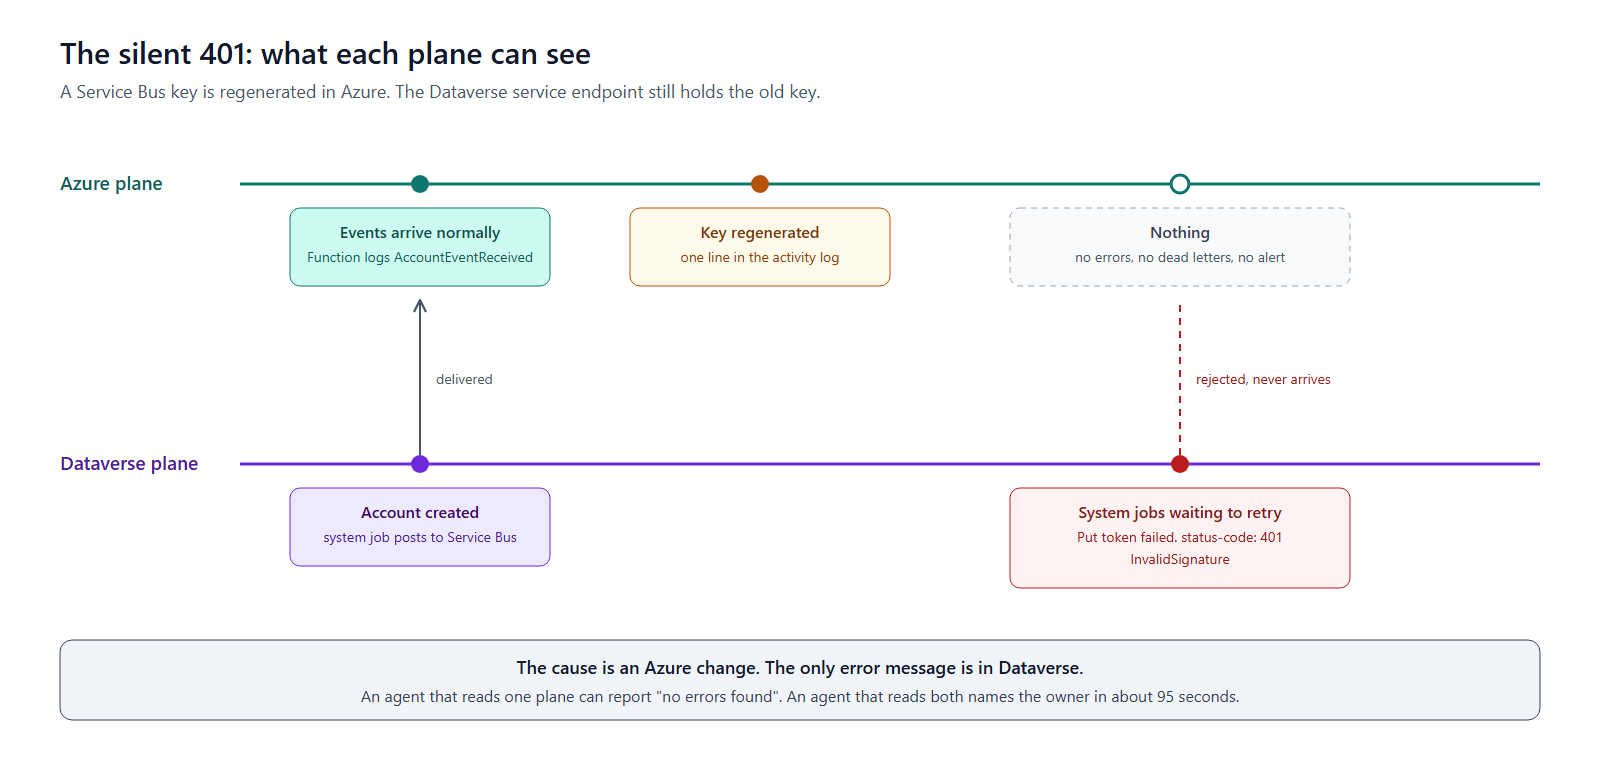 The silent 401: what each plane can see
A Service Bus key is regenerated in Azure. The Dataverse service endpoint still holds the old key.
Azure plane
Events arrive normally
Function logs AccountEventReceived
Key regenerated
one line in the activity log
Nothing
no errors, no dead letters, no alert
delivered
rejected, never arrives
Dataverse plane
Account created
system job posts to Service Bus
System jobs waiting to retry
Put token failed. status-code: 401
InvalidSignature
The cause is an Azure change. The only error message is in Dataverse.
An agent that reads one plane can report "no errors found". An agent that reads both names the owner in about 95 seconds.